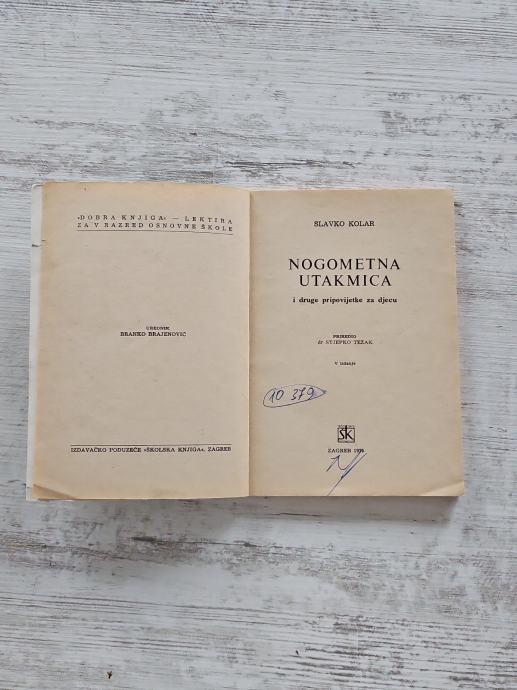 »DOBRA KNJIGA« — LEKTIRA
ZA V RAZRED OSNOVNE ŠKOLE
UREDNIK
BRANKO BRAJENOVIĆ
IZDAVAČKO PODUZEĆE »ŠKOLSKA KNJIGA«, ZAGREB
SLAVKO KOLAR
NOGOMETNA
UTAKMICA
i druge pripovijetke za djecu
PRIREDIO
dr STJEPKO TEŽAK
V izdanje
10 379
ŠK
ZAGREB